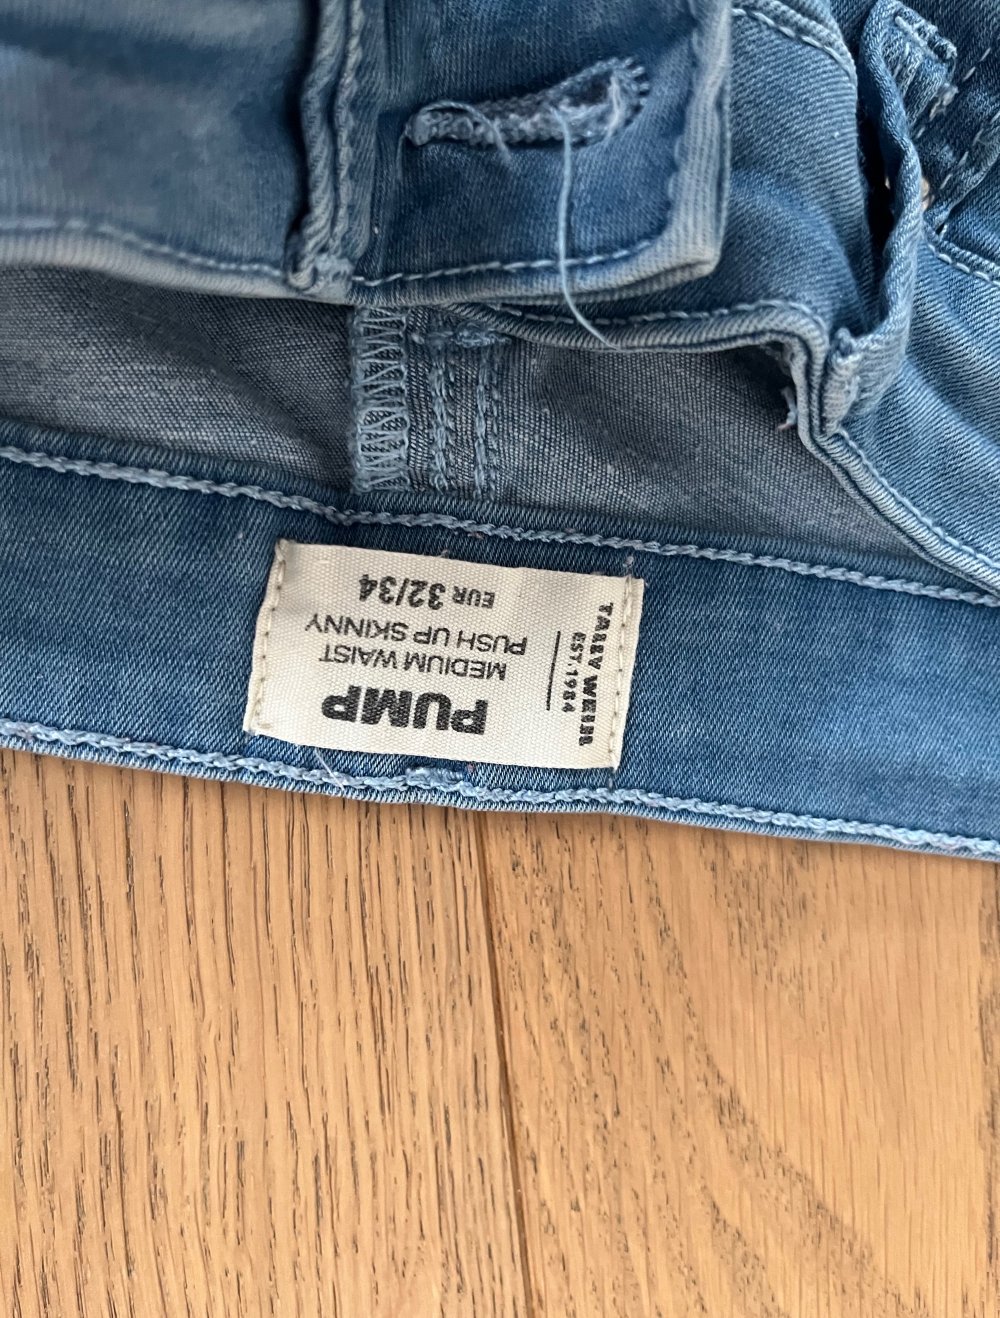 TALLY WEIJL
EST.1984
PUMP
MEDIUM WAIST
PUSH UP SKINNY
EUR 32/34